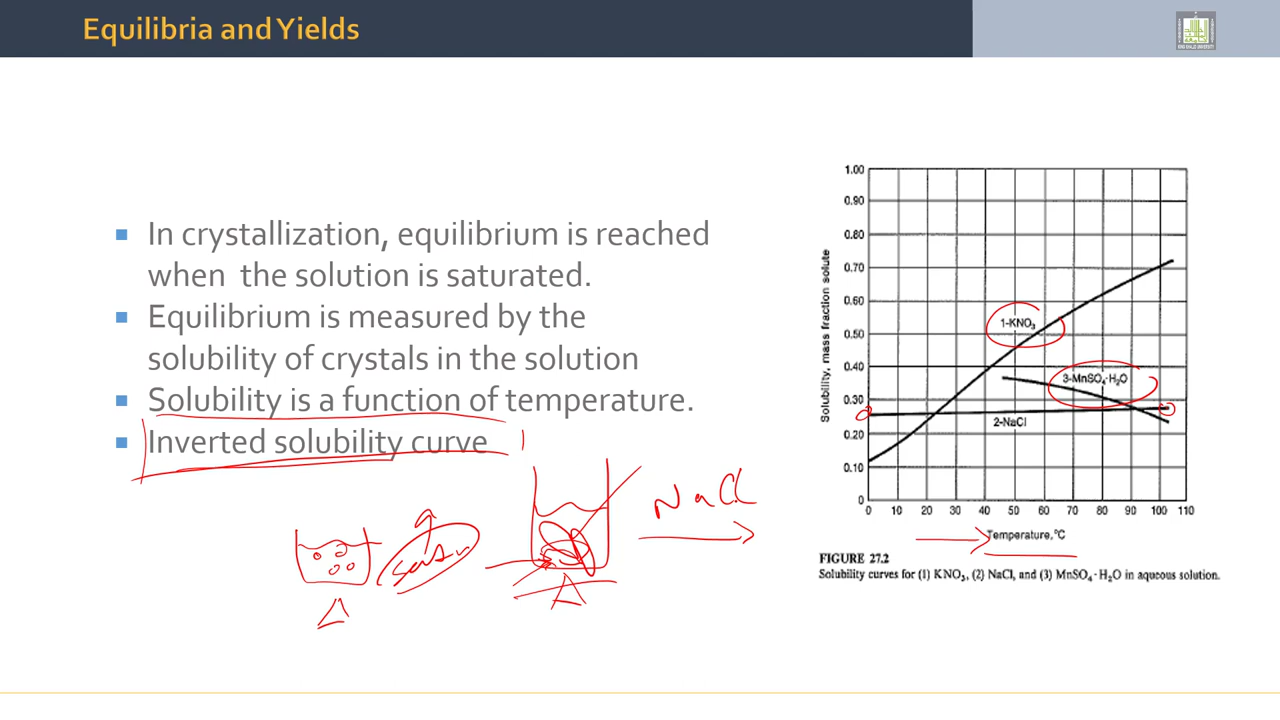 Equilibria and Yields
KING KHALID UNIVERSITY
In crystallization, equilibrium is reached
when the solution is saturated.
Equilibrium is measured by the
solubility of crystals in the solution
Solubility is a function of temperature.
Inverted solubility curve
NaCl
1.00
0.90
0.80
0.70
0.60
0.50
0.40
0.30
0.20
0.10
0
Solubility, mass fraction solute
1-KNO₃
3-MnSO₄·H₂O
2-NaCl
0 10 20 30 40 50 60 70 80 90 100 110
Temperature, °C
FIGURE 27.2
Solubility curves for (1) KNO₃, (2) NaCl, and (3) MnSO₄·H₂O in aqueous solution.